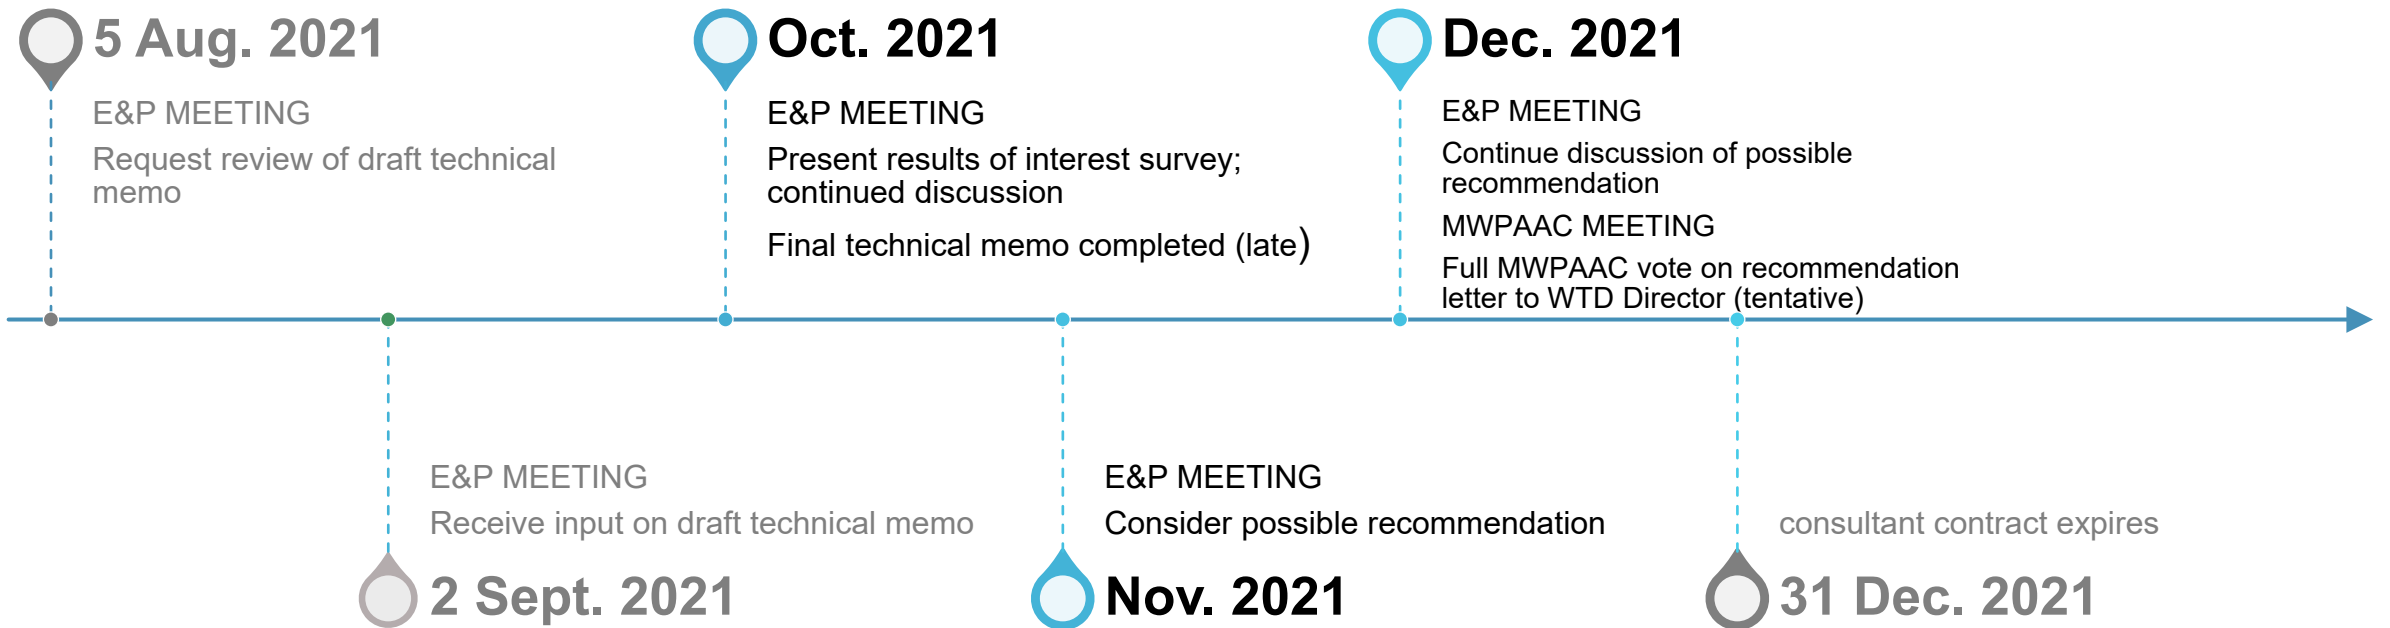 5 Aug. 2021
E&P MEETING
Request review of draft technical
memo
Oct. 2021
E&P MEETING
Present results of interest survey;
continued discussion
Final technical memo completed (late)
Dec. 2021
E&P MEETING
Continue discussion of possible
recommendation
MWPAAC MEETING
Full MWPAAC vote on recommendation
letter to WTD Director (tentative)
E&P MEETING
Receive input on draft technical memo
2 Sept. 2021
E&P MEETING
Consider possible recommendation
Nov. 2021
consultant contract expires
31 Dec. 2021